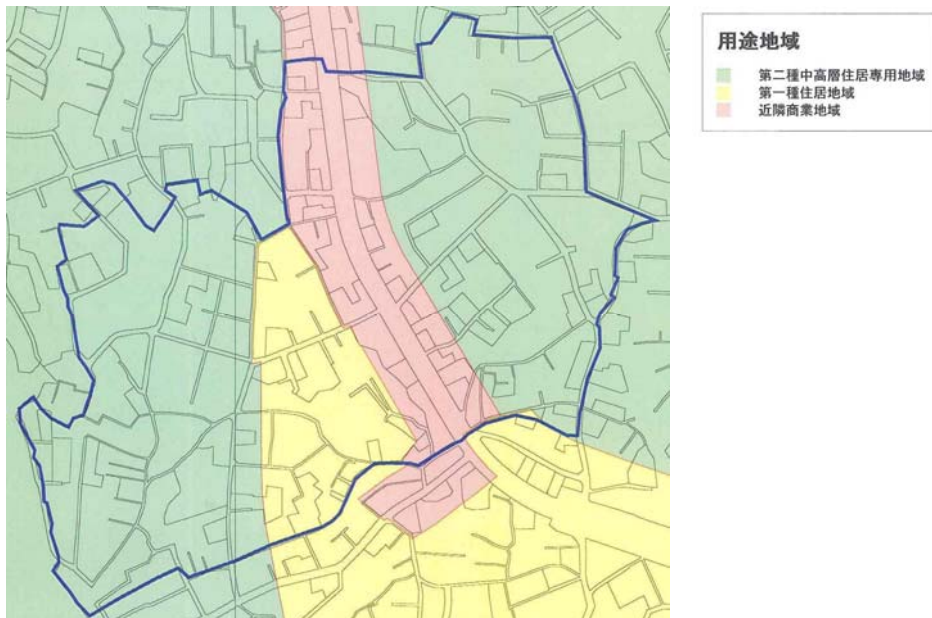 用途地域
第二種中高層住居専用地域
第一種住居地域
近隣商業地域